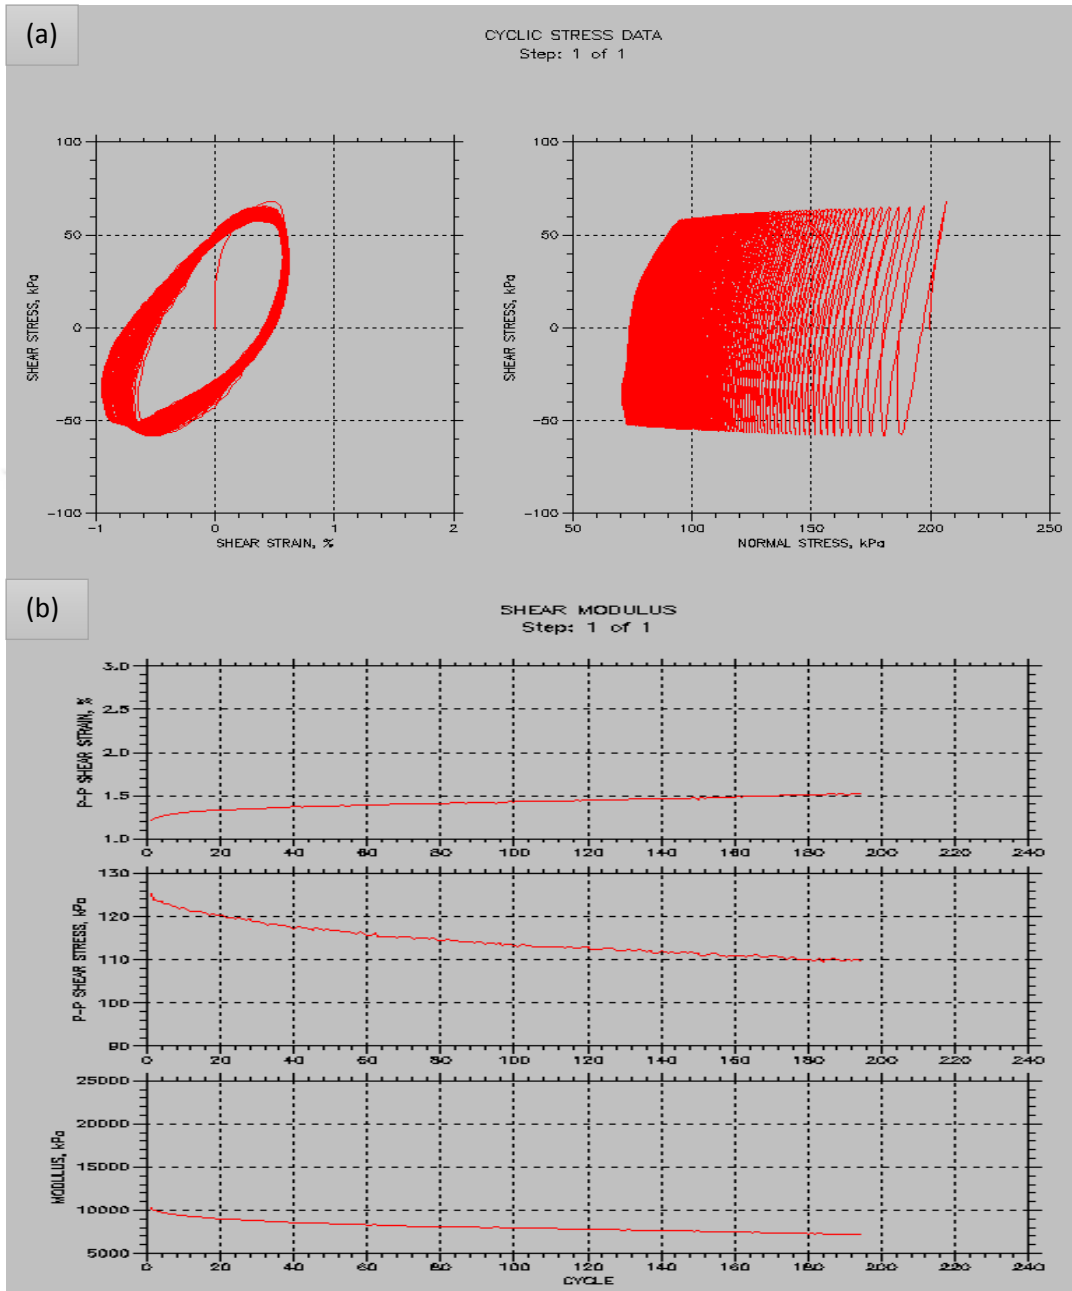 (a)
CYCLIC STRESS DATA
Step: 1 of 1
100
50
0
-50
-100
SHEAR STRESS, kPa
-1 0 1 2
SHEAR STRAIN, %
100
50
0
-50
-100
SHEAR STRESS, kPa
50 100 150 200 250
NORMAL STRESS, kPa
(b)
SHEAR MODULUS
Step: 1 of 1
3.0
2.5
2.0
1.5
1.0
P-P SHEAR STRAIN, %
0 20 40 60 80 100 120 140 160 180 200 220 240
130
120
110
100
90
P-P SHEAR STRESS, kPa
0 20 40 60 80 100 120 140 160 180 200 220 240
25000
20000
15000
10000
5000
MODULUS, kPa
0 20 40 60 80 100 120 140 160 180 200 220 240
CYCLE